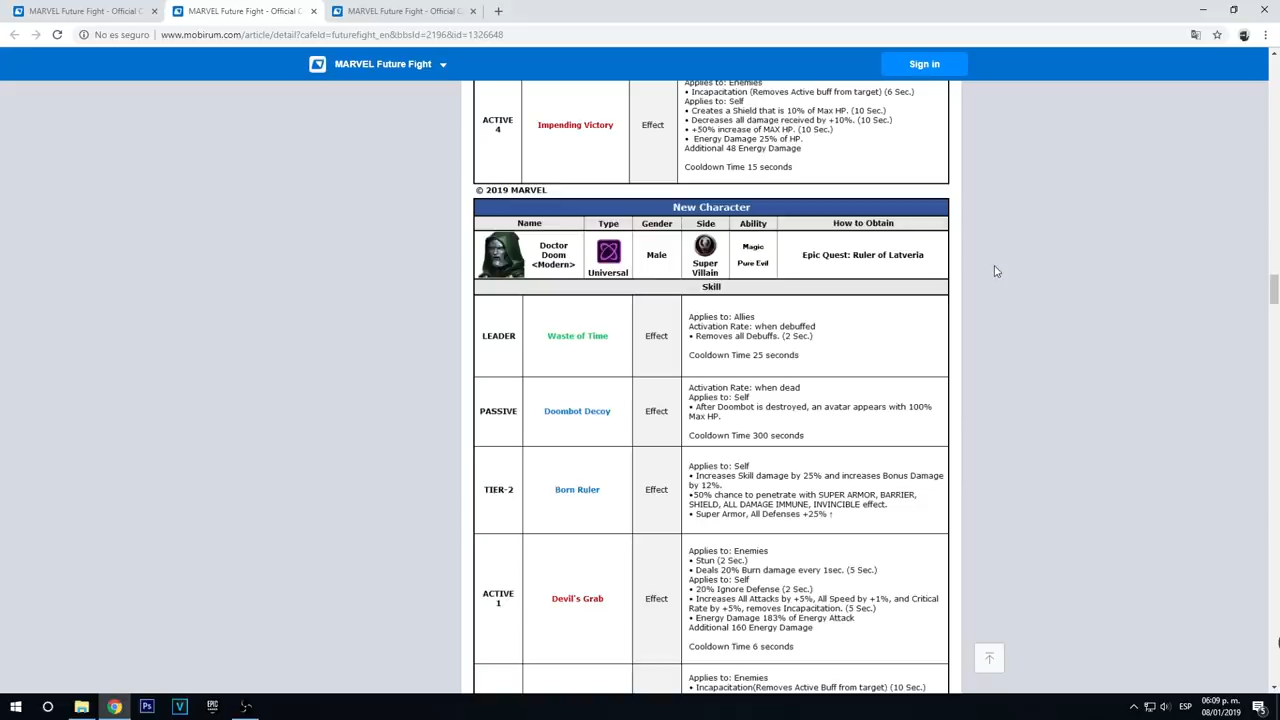 MARVEL Future Fight - Official C
MARVEL Future Fight - Official C
MARVEL Future Fight - Official C
No es seguro
www.mobirum.com/article/detail?cafeId=futurefight_en&bbsId=2196&id=1326648
MARVEL Future Fight
Sign in
Applies to: Enemies
• Incapacitation (Removes Active buff from target) (6 Sec.)
Applies to: Self
• Creates a Shield that is 10% of Max HP. (10 Sec.)
• Decreases all damage received by +10%. (10 Sec.)
• +50% increase of MAX HP. (10 Sec.)
• Energy Damage 25% of HP.
Additional 48 Energy Damage
Cooldown Time 15 seconds
ACTIVE
4
Impending Victory
Effect
© 2019 MARVEL
New Character
Name
Type
Gender
Side
Ability
How to Obtain
Doctor
Doom
<Modern>
Universal
Male
Super
Villain
Magic
Pure Evil
Epic Quest: Ruler of Latveria
Skill
LEADER
Waste of Time
Effect
Applies to: Allies
Activation Rate: when debuffed
• Removes all Debuffs. (2 Sec.)
Cooldown Time 25 seconds
PASSIVE
Doombot Decoy
Effect
Activation Rate: when dead
Applies to: Self
• After Doombot is destroyed, an avatar appears with 100%
Max HP.
Cooldown Time 300 seconds
TIER-2
Born Ruler
Effect
Applies to: Self
• Increases Skill damage by 25% and increases Bonus Damage
by 12%.
•50% chance to penetrate with SUPER ARMOR, BARRIER,
SHIELD, ALL DAMAGE IMMUNE, INVINCIBLE effect.
• Super Armor, All Defenses +25% ↑
ACTIVE
1
Devil's Grab
Effect
Applies to: Enemies
• Stun (2 Sec.)
• Deals 20% Burn damage every 1sec. (5 Sec.)
Applies to: Self
• 20% Ignore Defense (2 Sec.)
• Increases All Attacks by +5%, All Speed by +1%, and Critical
Rate by +5%, removes Incapacitation. (5 Sec.)
• Energy Damage 183% of Energy Attack
Additional 160 Energy Damage
Cooldown Time 6 seconds
Applies to: Enemies
• Incapacitation(Removes Active Buff from target) (10 Sec.)
Ps
V
EPIC
ESP
06:09 p. m.
08/01/2019
5